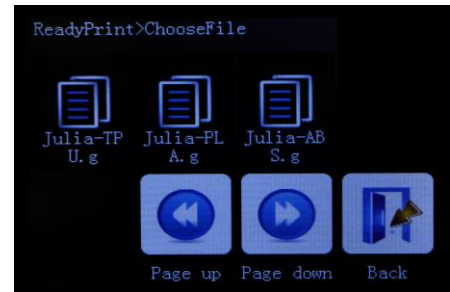 ReadyPrint>ChooseFile
Julia-TP
U.g
Julia-PL
A.g
Julia-AB
S.g
Page up
Page down
Back